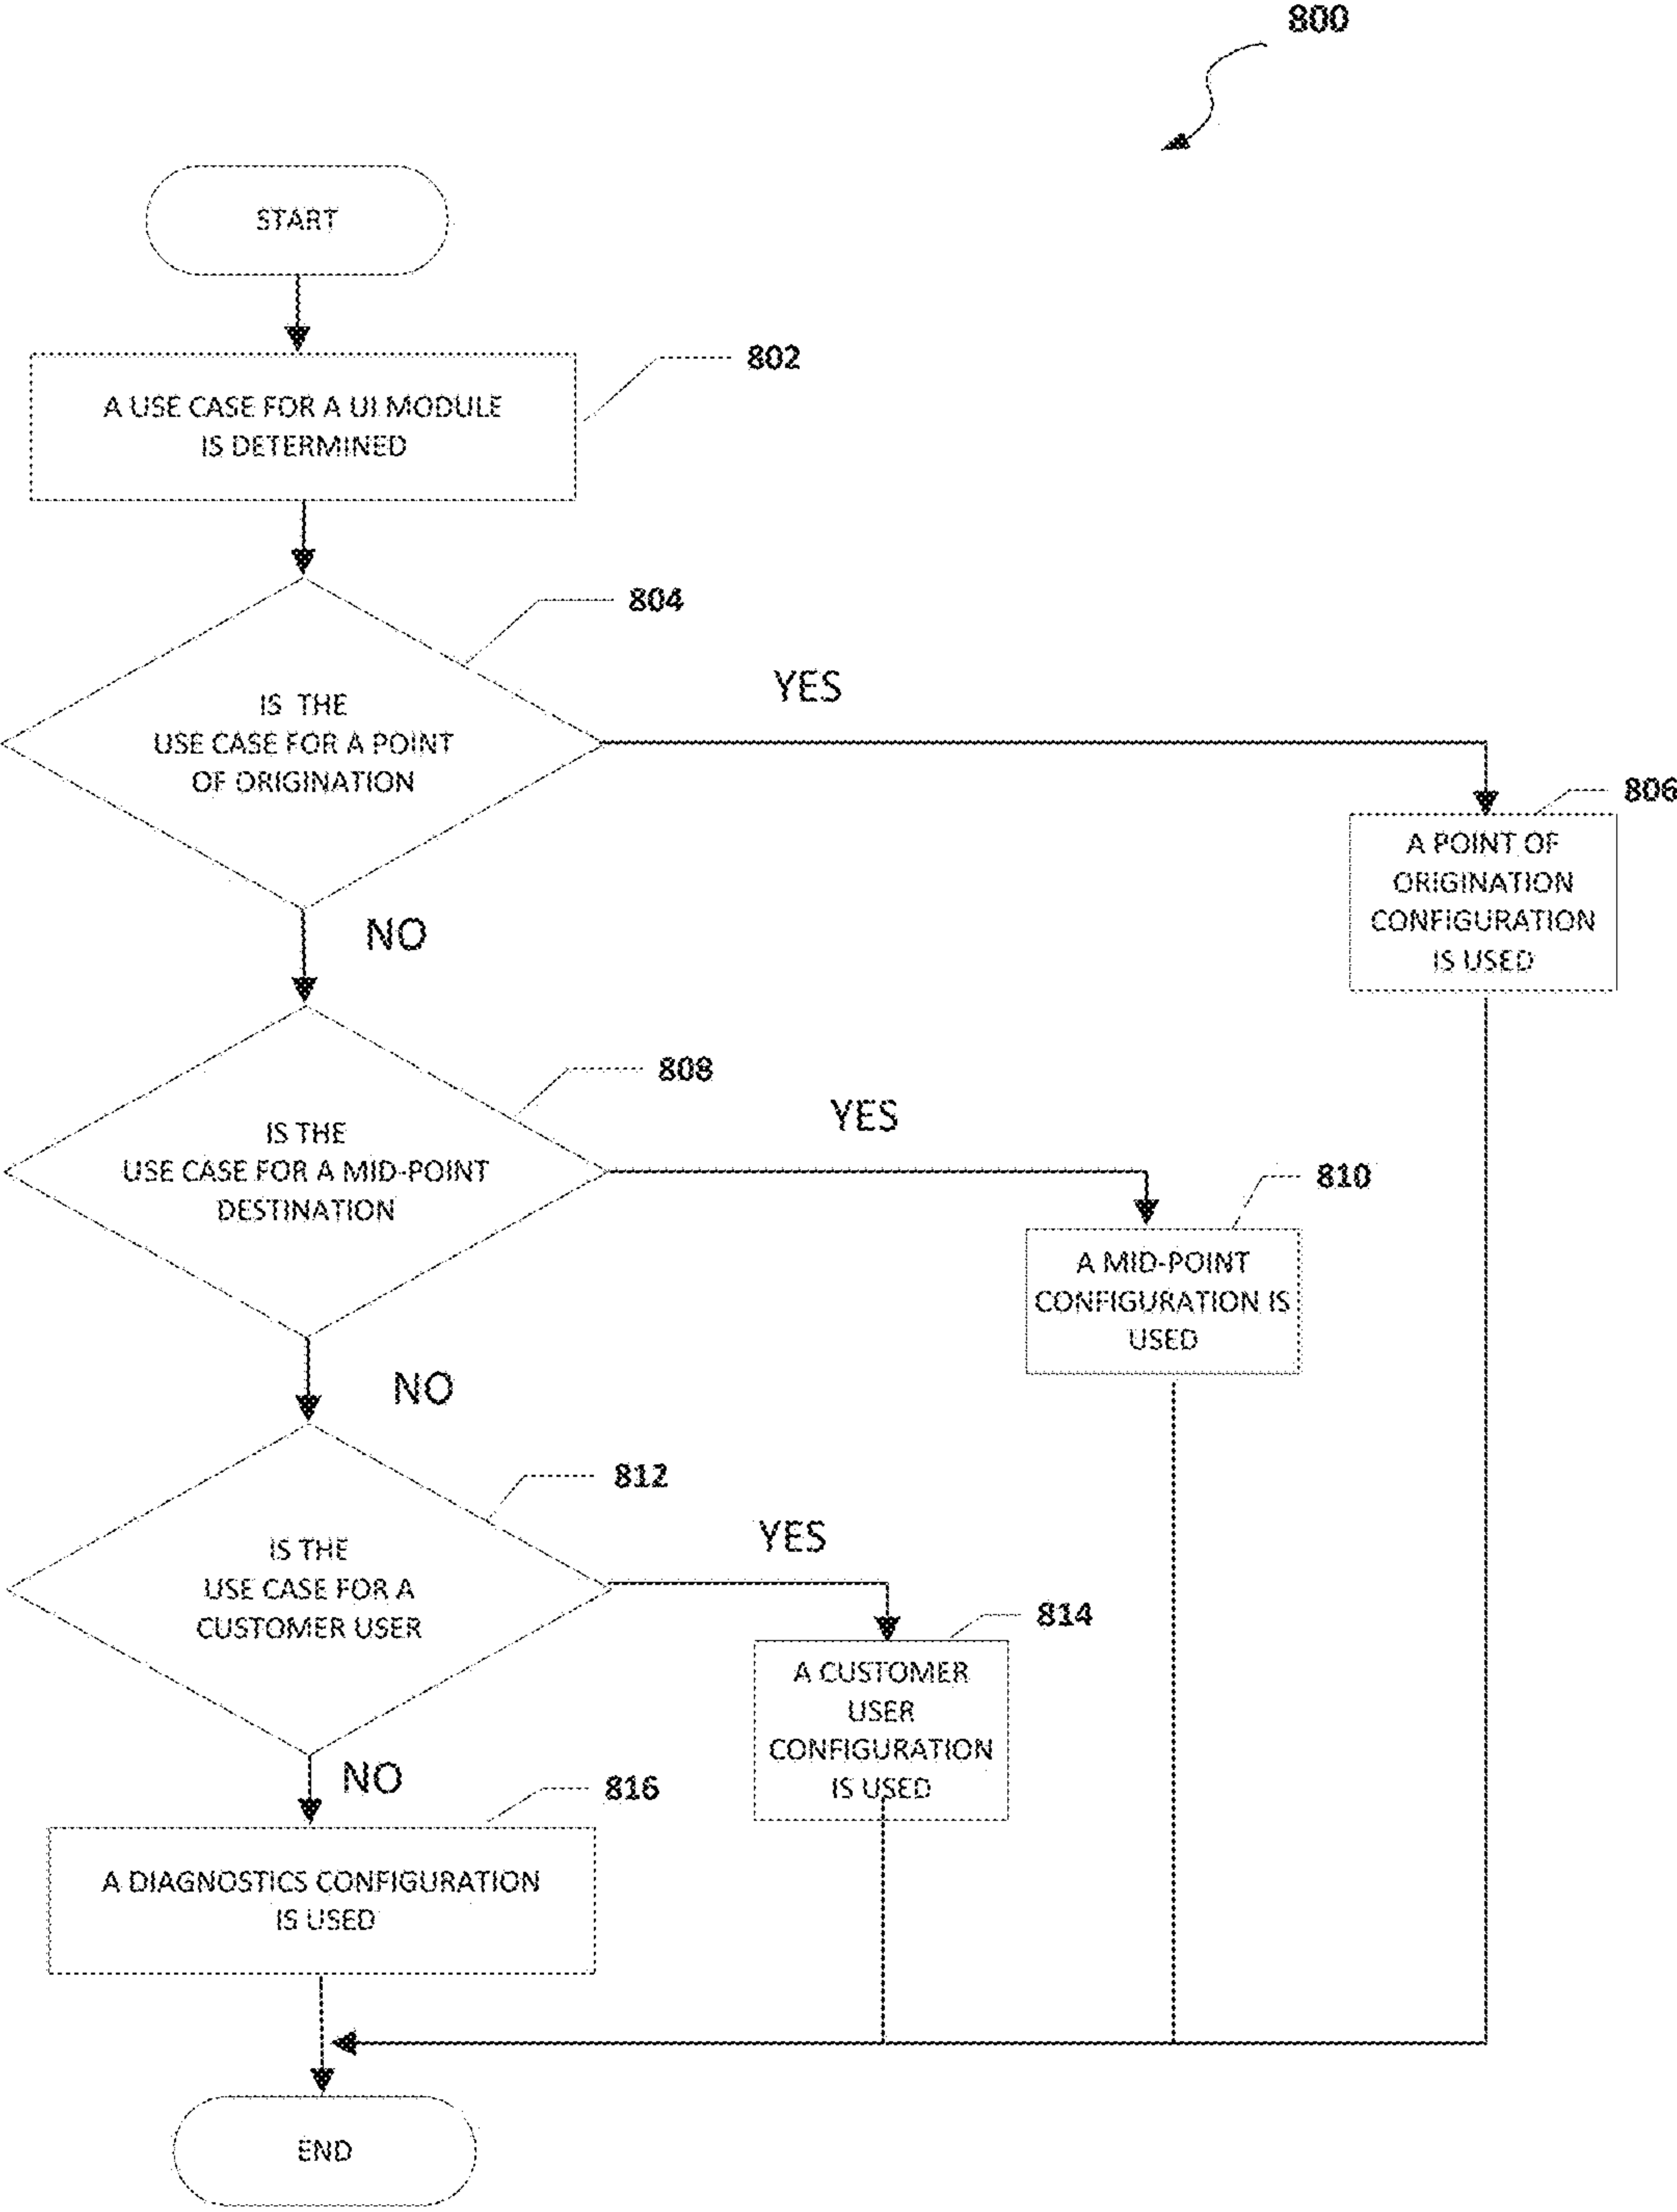 800
START
802
A USE CASE FOR A UI MODULE
IS DETERMINED
804
IS THE
USE CASE FOR A POINT
OF ORIGINATION
YES
806
A POINT OF
ORIGINATION
CONFIGURATION
IS USED
NO
808
IS THE
USE CASE FOR A MID-POINT
DESTINATION
YES
810
A MID-POINT
CONFIGURATION IS
USED
NO
812
IS THE
USE CASE FOR A
CUSTOMER USER
YES
814
A CUSTOMER
USER
CONFIGURATION
IS USED
NO
816
A DIAGNOSTICS CONFIGURATION
IS USED
END